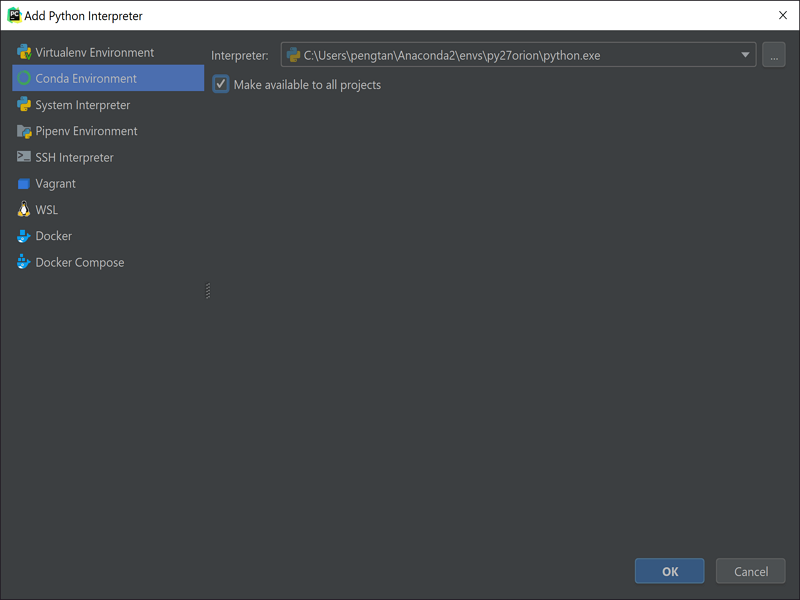 Add Python Interpreter
Virtualenv Environment
Conda Environment
System Interpreter
Pipenv Environment
SSH Interpreter
Vagrant
WSL
Docker
Docker Compose
Interpreter: C:\Users\pengtan\Anaconda2\envs\py27orion\python.exe ...
Make available to all projects
OK Cancel